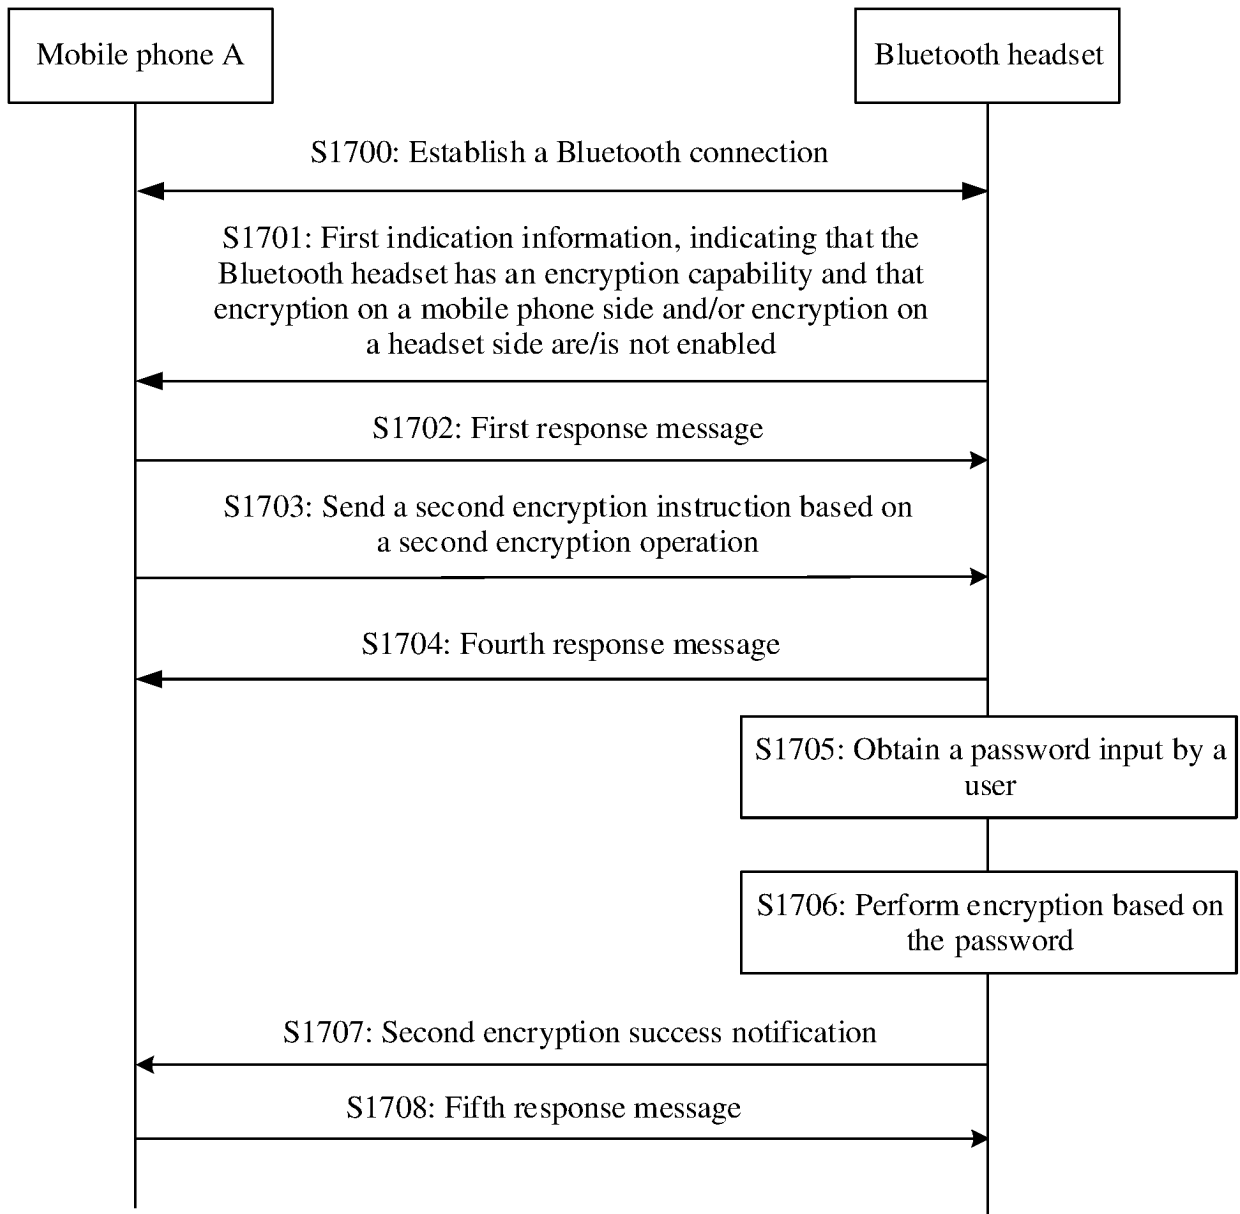 Mobile phone A
Bluetooth headset
S1700: Establish a Bluetooth connection
S1701: First indication information, indicating that the
Bluetooth headset has an encryption capability and that
encryption on a mobile phone side and/or encryption on
a headset side are/is not enabled
S1702: First response message
S1703: Send a second encryption instruction based on
a second encryption operation
S1704: Fourth response message
S1705: Obtain a password input by a
user
S1706: Perform encryption based on
the password
S1707: Second encryption success notification
S1708: Fifth response message